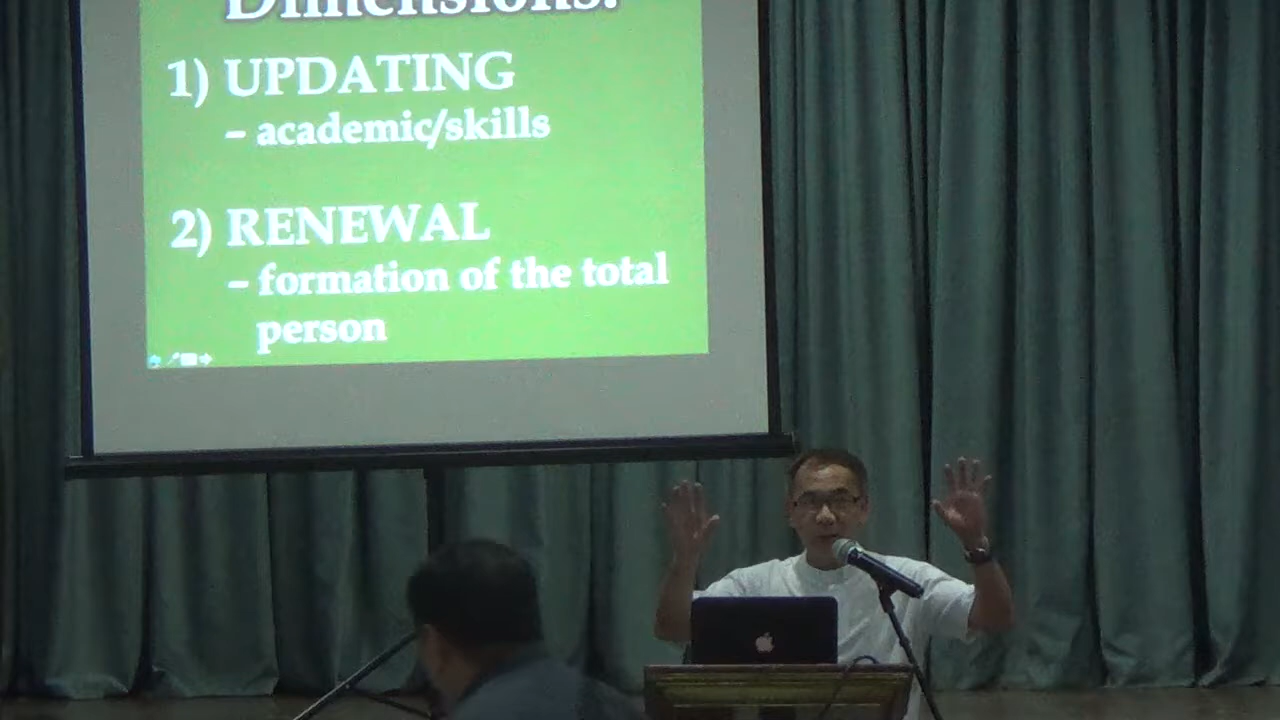 Dimensions:
1) UPDATING
– academic/skills
2) RENEWAL
– formation of the total
person